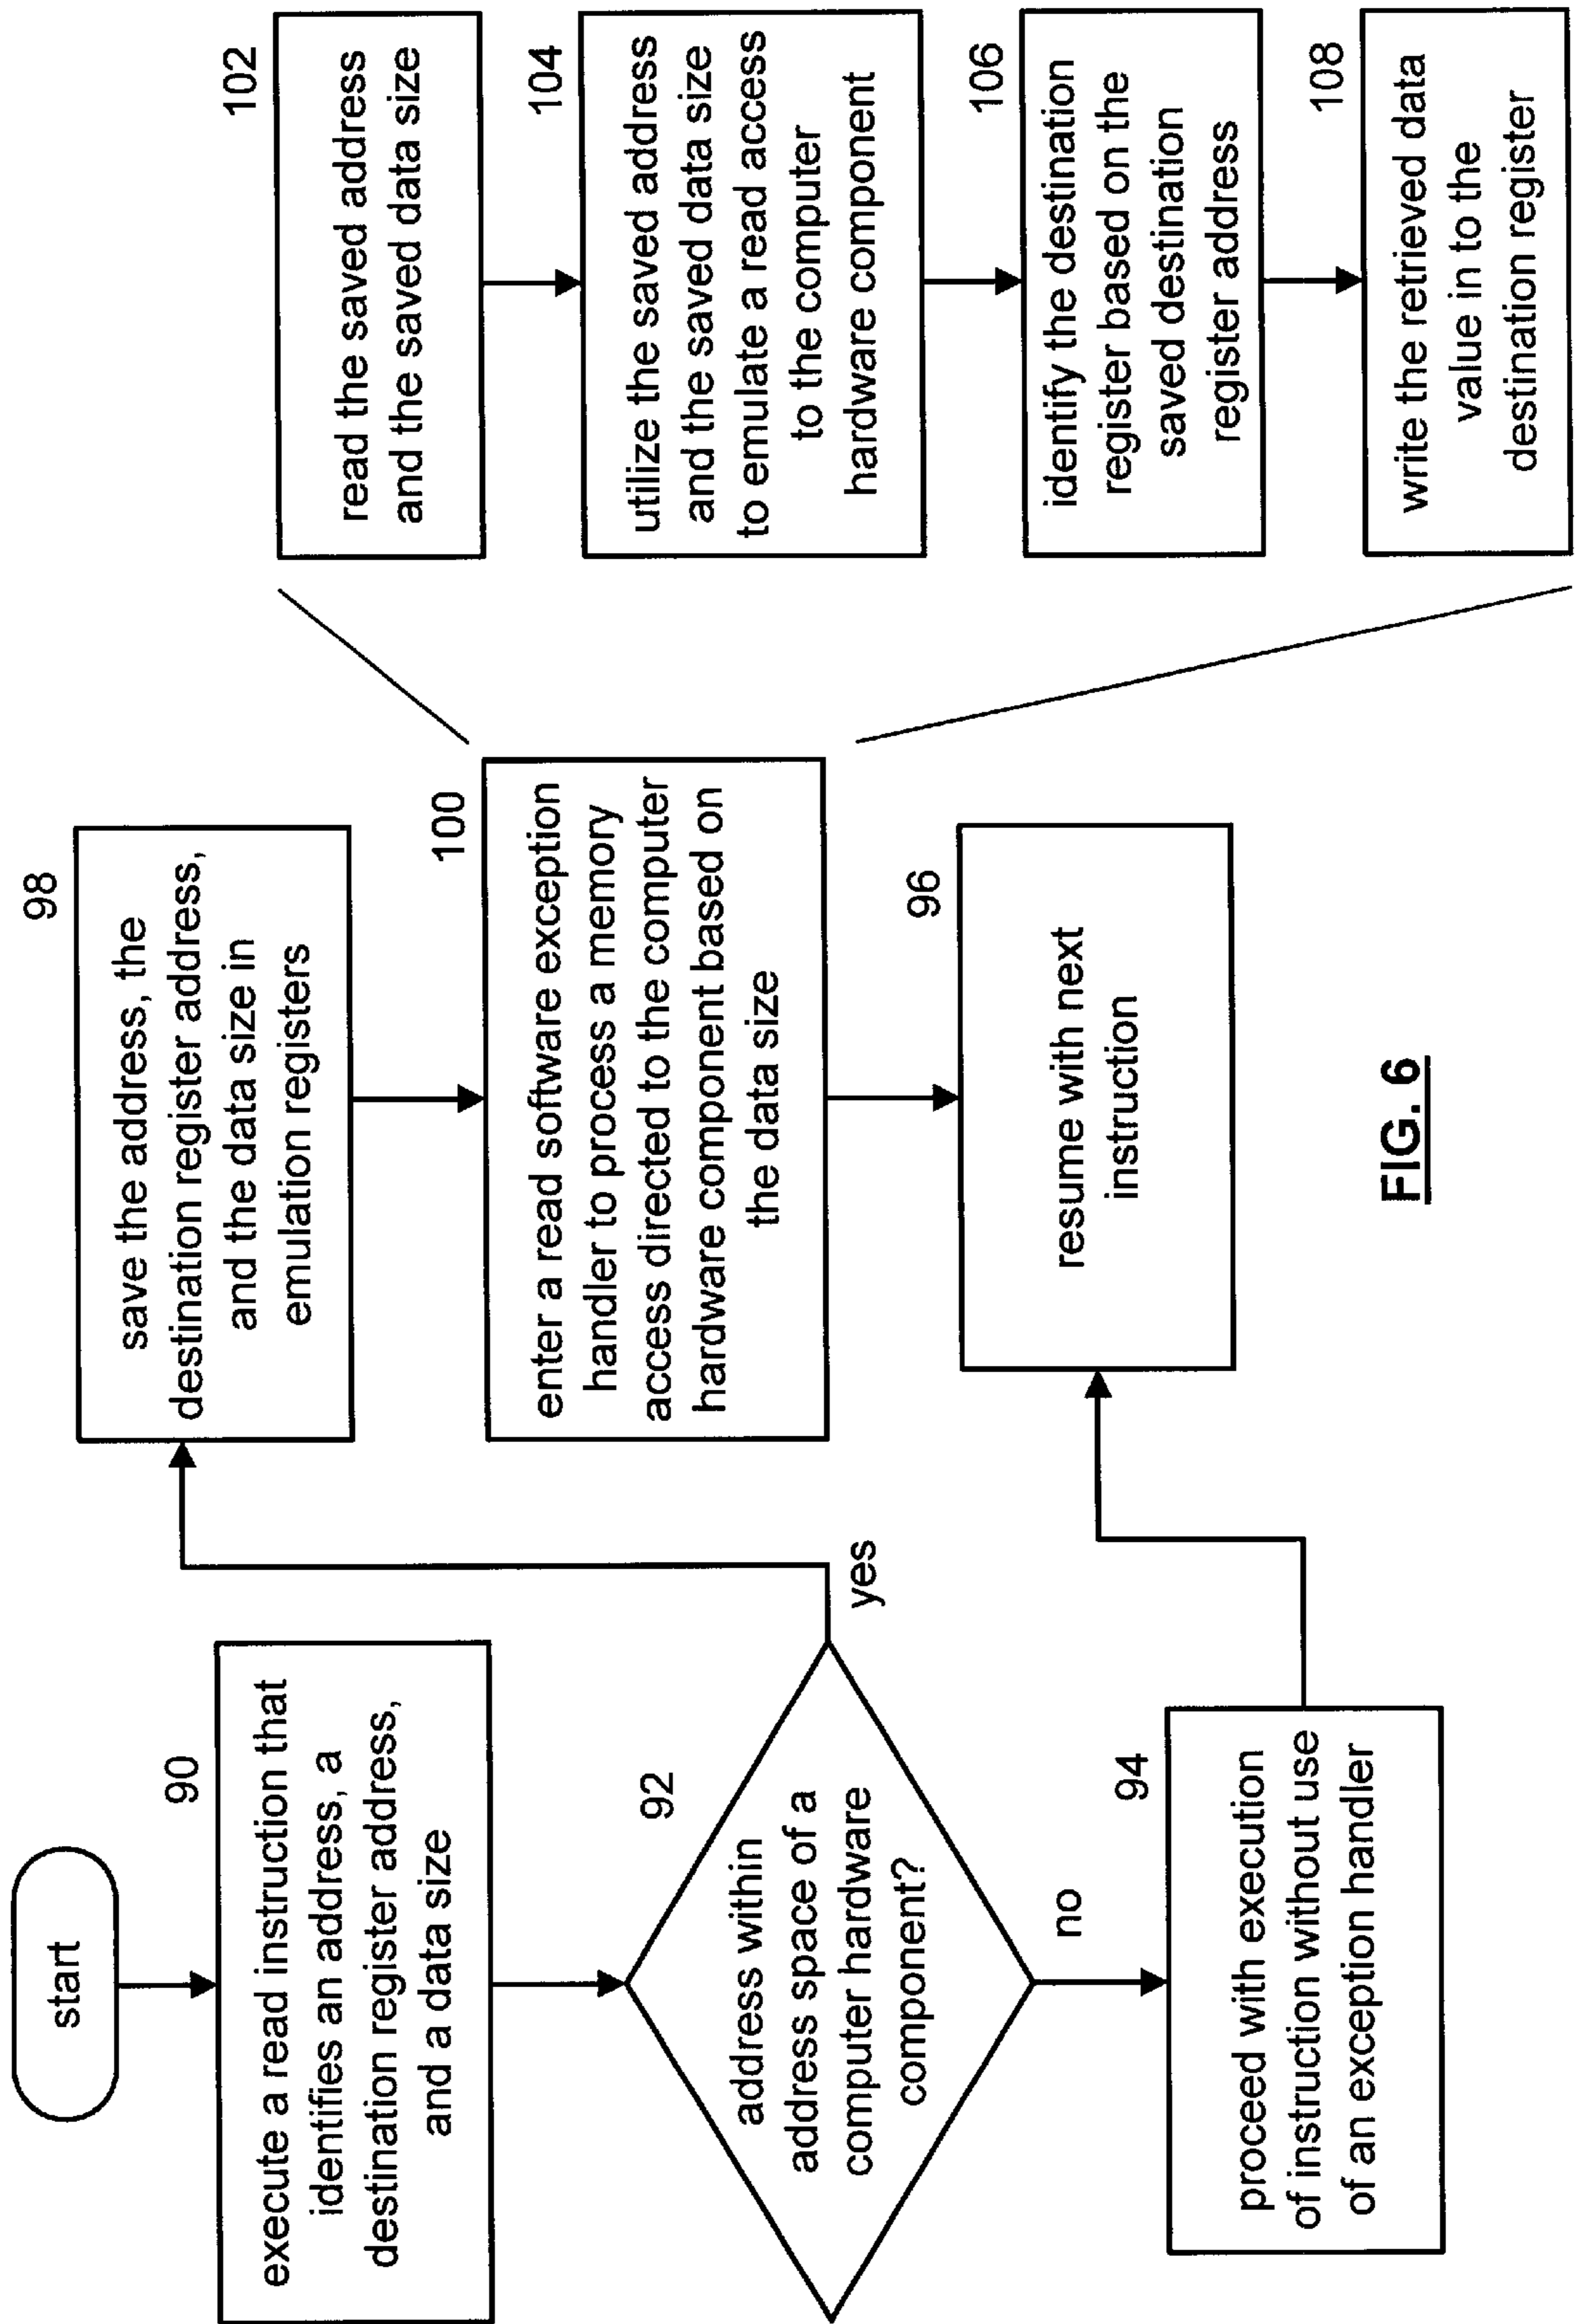 start
90
execute a read instruction that
identifies an address, a
destination register address,
and a data size
92
address within
address space of a
computer hardware
component?
yes
no
94
proceed with execution
of instruction without use
of an exception handler
98
save the address, the
destination register address,
and the data size in
emulation registers
100
enter a read software exception
handler to process a memory
access directed to the computer
hardware component based on
the data size
96
resume with next
instruction
102
read the saved address
and the saved data size
104
utilize the saved address
and the saved data size
to emulate a read access
to the computer
hardware component
106
identify the destination
register based on the
saved destination
register address
108
write the retrieved data
value in to the
destination register
FIG. 6